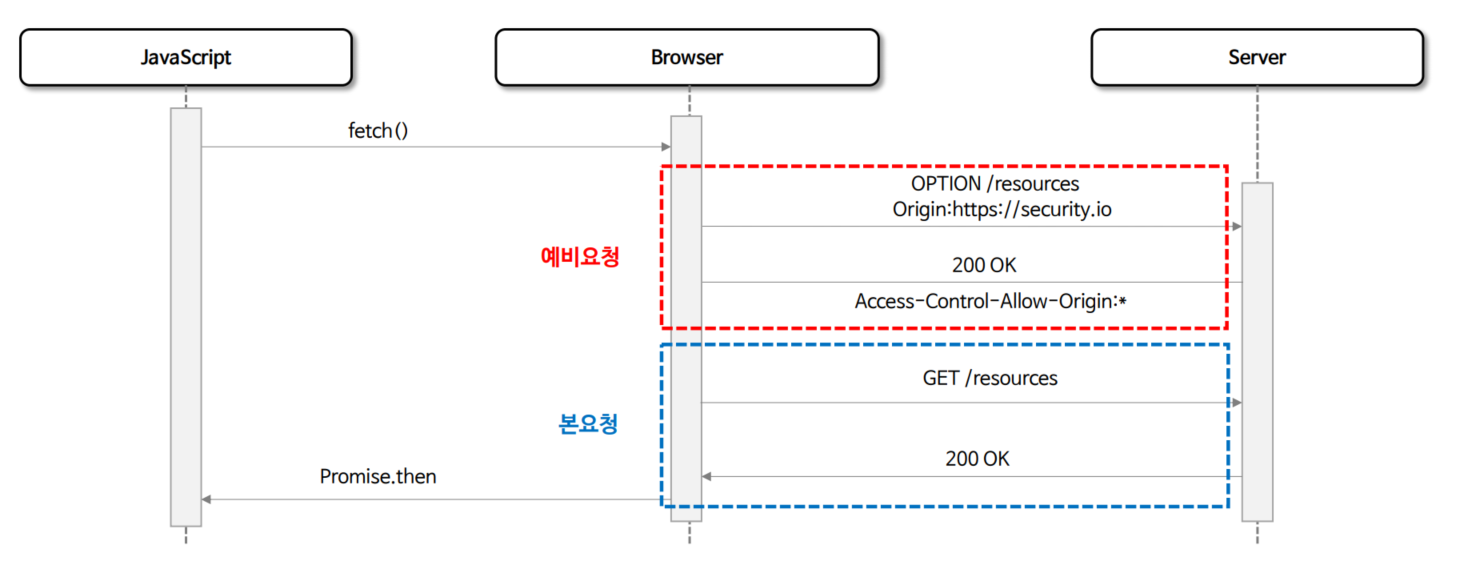 JavaScript
Browser
Server
fetch()
OPTION /resources
Origin:https://security.io
예비요청
200 OK
Access-Control-Allow-Origin:*
GET /resources
본요청
200 OK
Promise.then